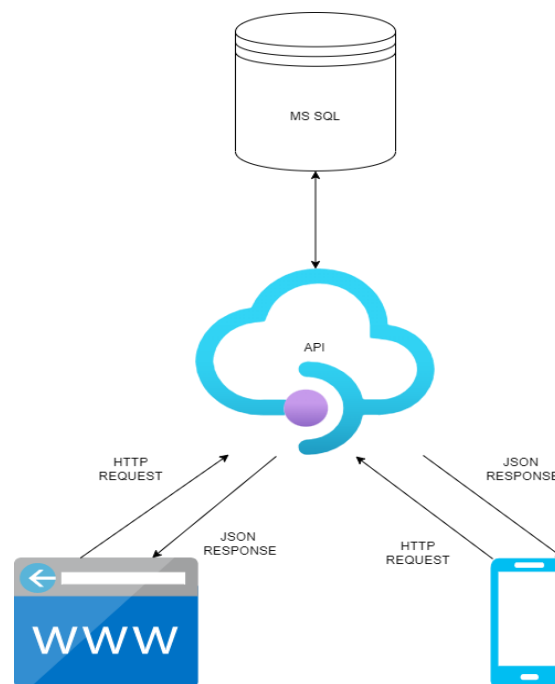 MS SQL
API
HTTP
REQUEST
JSON
RESPONSE
JSON
RESPONSE
HTTP
REQUEST
WWW